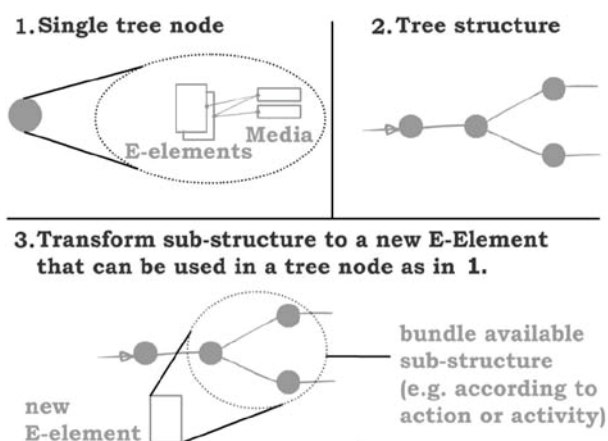 1. Single tree node
2. Tree structure
E-elements
Media
3. Transform sub-structure to a new E-Element
that can be used in a tree node as in 1.
bundle available
sub-structure
(e.g. according to
action or activity)
new
E-element